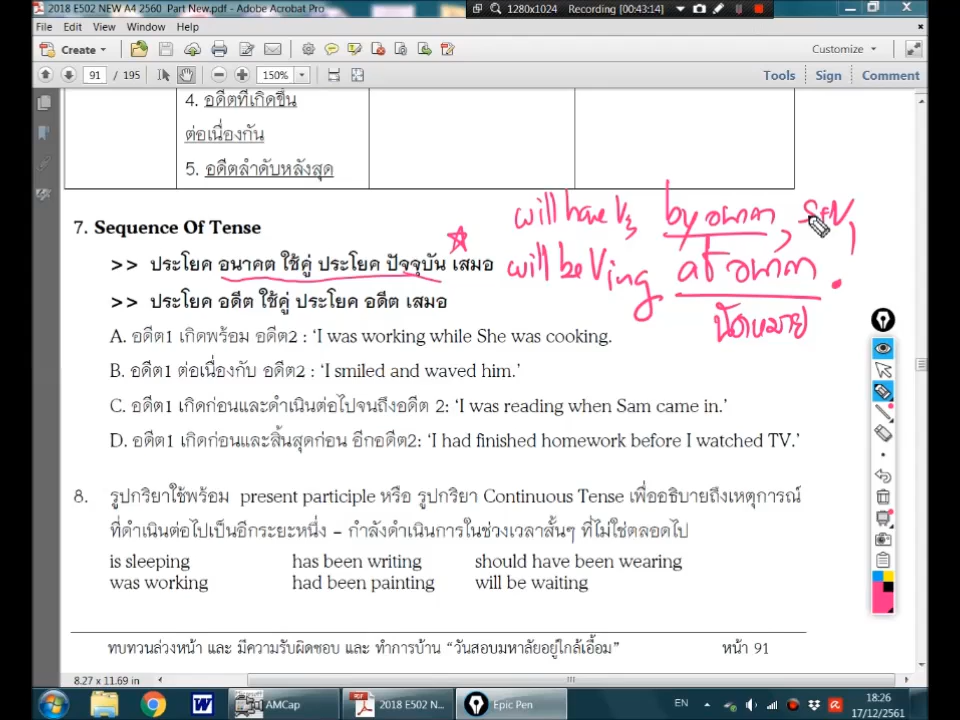 2018 E502 NEW A4 2560 Part New.pdf - Adobe Acrobat Pro
1280x1024 Recording [00:43:14]
File Edit View Window Help
Create
Customize
91 / 195 150% Tools Sign Comment
4. อดีตที่เกิดขึ้น
ต่อเนื่องกัน
5. อดีตลำดับหลังสุด
will have V3 by อนาคต,
7. Sequence Of Tense
>> ประโยค อนาคต ใช้คู่ ประโยค ปัจจุบัน เสมอ
will be Ving at อนาคต.
>> ประโยค อดีต ใช้คู่ ประโยค อดีต เสมอ
นัดหมาย
A. อดีต1 เกิดพร้อม อดีต2 : ‘I was working while She was cooking.
B. อดีต1 ต่อเนื่องกับ อดีต2 : ‘I smiled and waved him.’
C. อดีต1 เกิดก่อนและดำเนินต่อไปจนถึงอดีต 2: ‘I was reading when Sam came in.’
D. อดีต1 เกิดก่อนและสิ้นสุดก่อน อีกอดีต2: ‘I had finished homework before I watched TV.’
8. รูปกริยาใช้พร้อม present participle หรือ รูปกริยา Continuous Tense เพื่ออธิบายถึงเหตุการณ์
ที่ดำเนินต่อไปเป็นอีกระยะหนึ่ง – กำลังดำเนินการในช่วงเวลาสั้นๆ ที่ไม่ใช่ตลอดไป
is sleeping has been writing should have been wearing
was working had been painting will be waiting
ทบทวนล่วงหน้า และ มีความรับผิดชอบ และ ทำการบ้าน “วันสอบมหาลัยอยู่ใกล้เอื้อม” หน้า 91
8.27 x 11.69 in
AMCap 2018 E502 N... Epic Pen EN 18:26
17/12/2561